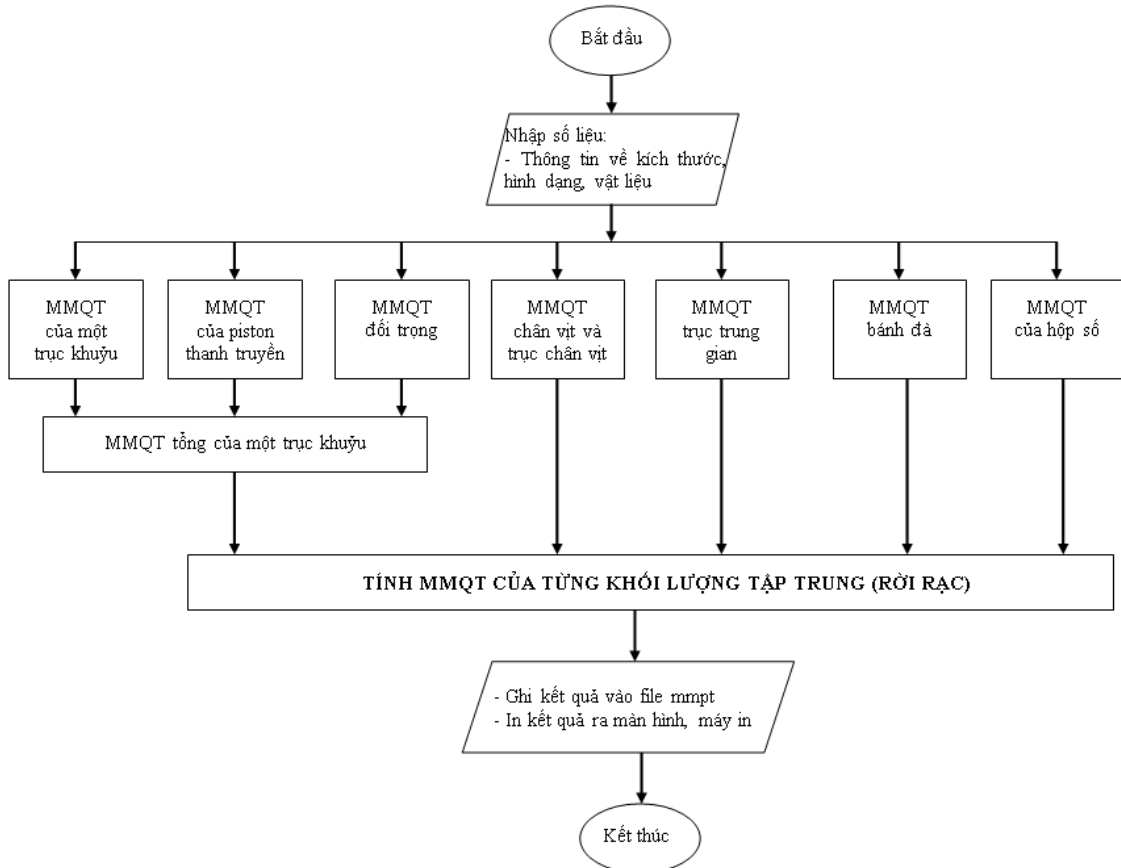 Bắt đầu
Nhập số liệu:
- Thông tin về kích thước,
hình dạng, vật liệu
MMQT
của một
trục khuỷu
MMQT
của piston
thanh truyền
MMQT
đối trọng
MMQT
chân vịt và
trục chân vịt
MMQT
trục trung
gian
MMQT
bánh đà
MMQT
của hộp số
MMQT tổng của một trục khuỷu
TÍNH MMQT CỦA TỪNG KHỐI LƯỢNG TẬP TRUNG (RỜI RẠC)
- Ghi kết quả vào file mmpt
- In kết quả ra màn hình, máy in
Kết thúc